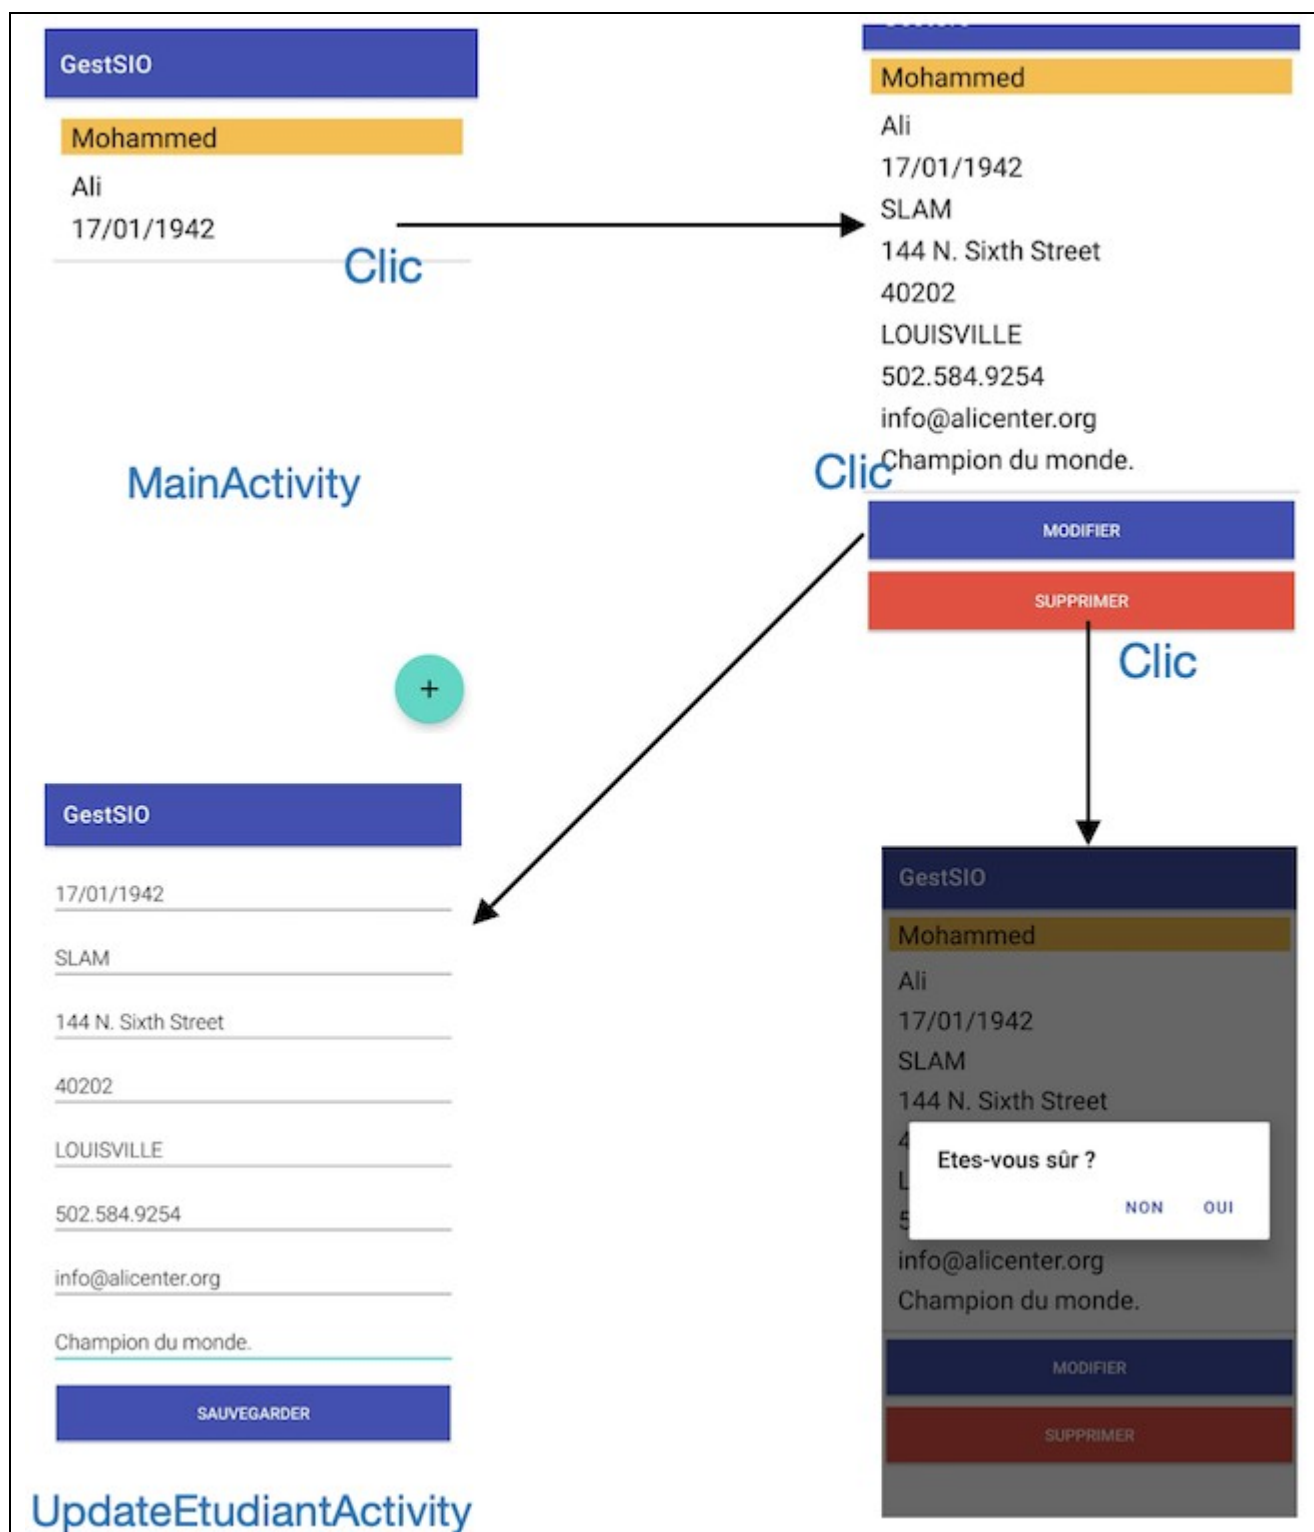 GestSIO
Mohammed
Ali
17/01/1942
Clic
MainActivity
+
Mohammed
Ali
17/01/1942
SLAM
144 N. Sixth Street
40202
LOUISVILLE
502.584.9254
info@alicenter.org
Champion du monde.
Clic
MODIFIER
SUPPRIMER
Clic
GestSIO
17/01/1942
SLAM
144 N. Sixth Street
40202
LOUISVILLE
502.584.9254
info@alicenter.org
Champion du monde.
SAUVEGARDER
UpdateEtudiantActivity
GestSIO
Mohammed
Ali
17/01/1942
SLAM
144 N. Sixth Street
4
L
5
Etes-vous sûr ?
NON OUI
info@alicenter.org
Champion du monde.
MODIFIER
SUPPRIMER